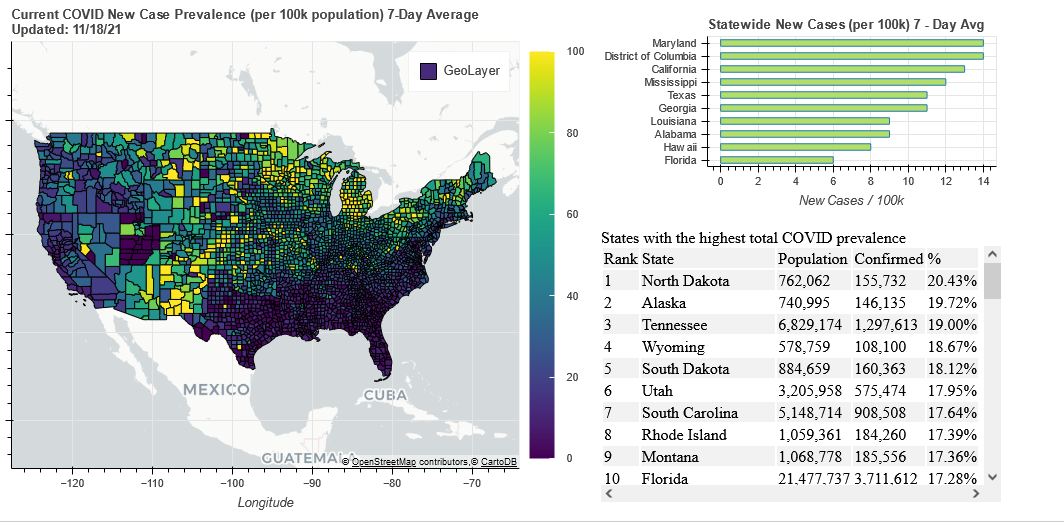 Current COVID New Case Prevalence (per 100k population) 7-Day Average
Updated: 11/18/21
GeoLayer
100
80
60
40
20
0
MEXICO
CUBA
GUATEMALA
© OpenStreetMap contributors,© CartoDB
−120 −110 −100 −90 −80 −70
Longitude
Statewide New Cases (per 100k) 7 - Day Avg
Maryland
District of Columbia
California
Mississippi
Texas
Georgia
Louisiana
Alabama
Hawaii
Florida
0 2 4 6 8 10 12 14
New Cases / 100k
States with the highest total COVID prevalence
Rank State Population Confirmed %
1 North Dakota 762,062 155,732 20.43%
2 Alaska 740,995 146,135 19.72%
3 Tennessee 6,829,174 1,297,613 19.00%
4 Wyoming 578,759 108,100 18.67%
5 South Dakota 884,659 160,363 18.12%
6 Utah 3,205,958 575,474 17.95%
7 South Carolina 5,148,714 908,508 17.64%
8 Rhode Island 1,059,361 184,260 17.39%
9 Montana 1,068,778 185,556 17.36%
10 Florida 21,477,737 3,711,612 17.28%